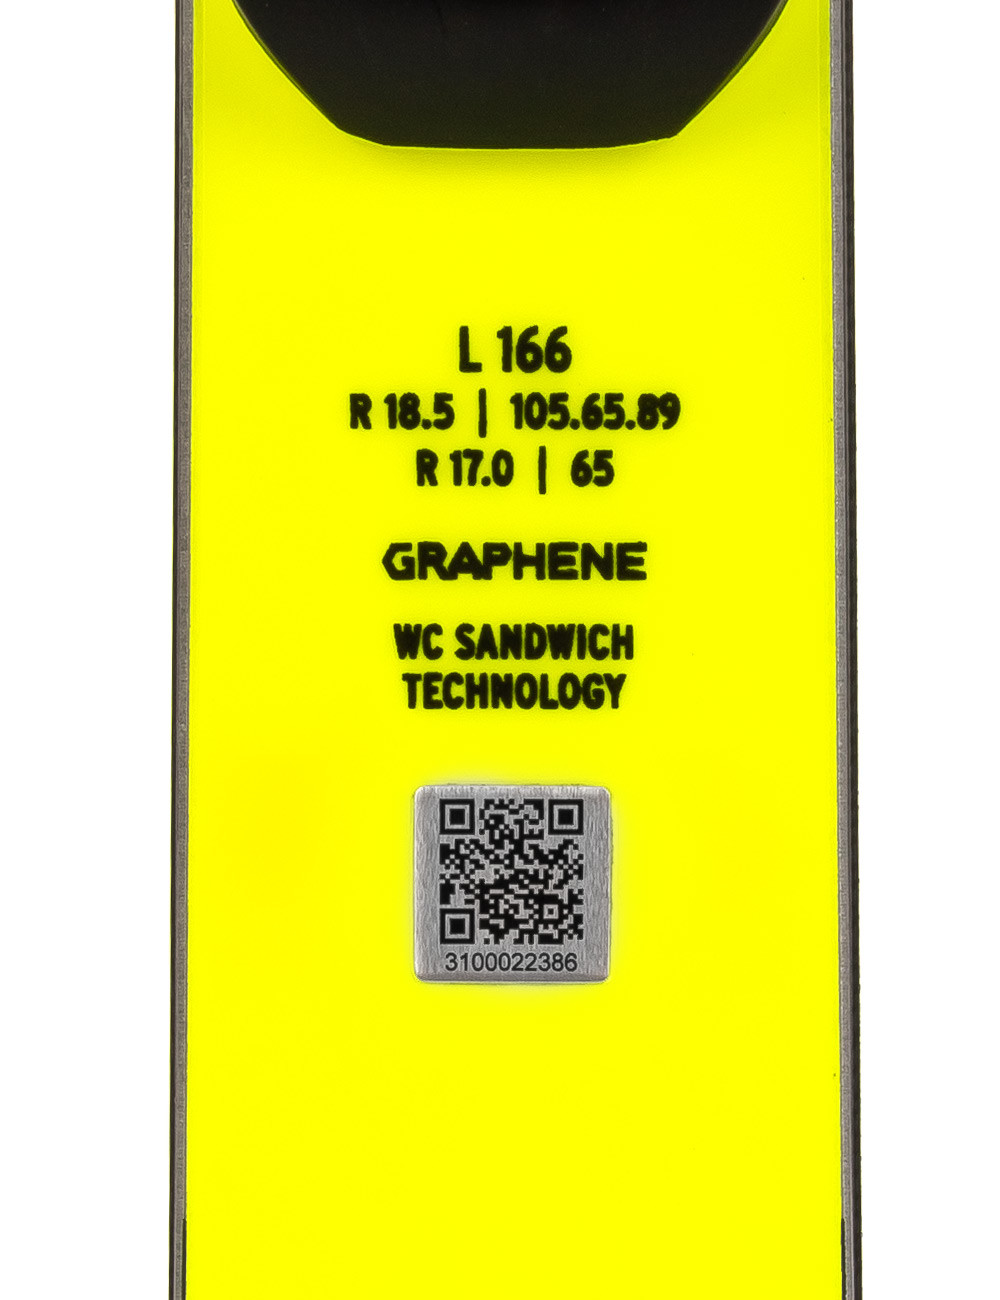 L 166
R 18.5 | 105.65.89
R 17.0 | 65
GRAPHENE
WC SANDWICH
TECHNOLOGY
3100022386